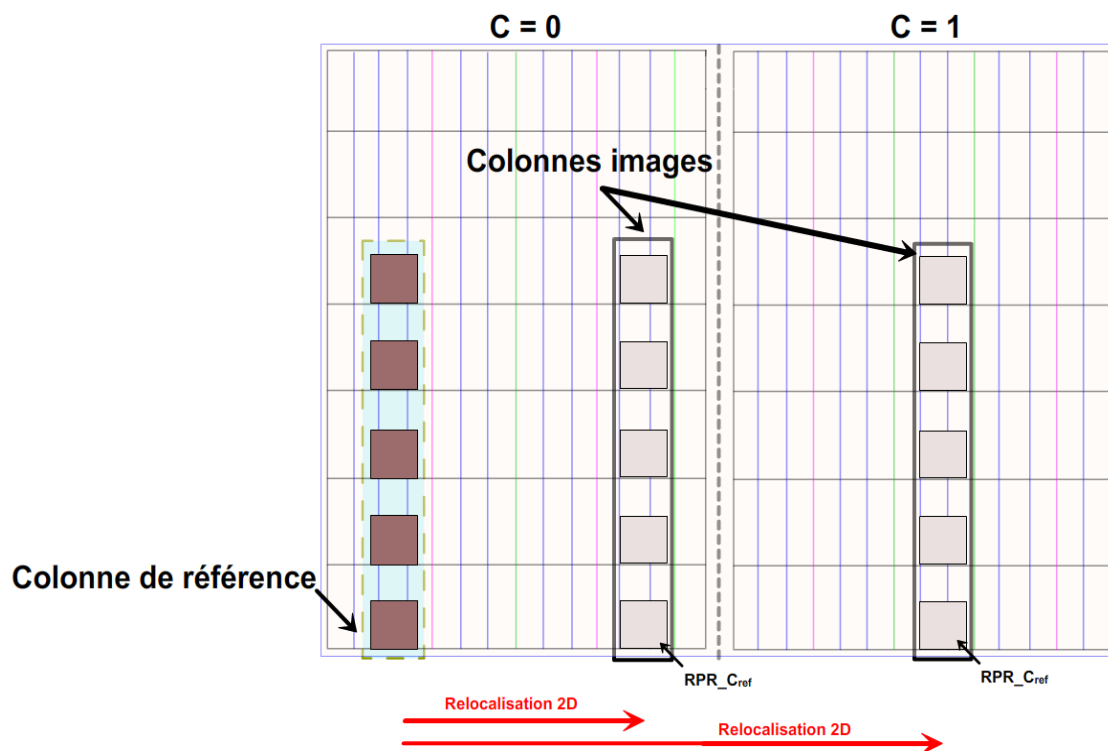 C = 0
C = 1
Colonnes images
Colonne de référence
RPR_Cref
RPR_Cref
Relocalisation 2D
Relocalisation 2D